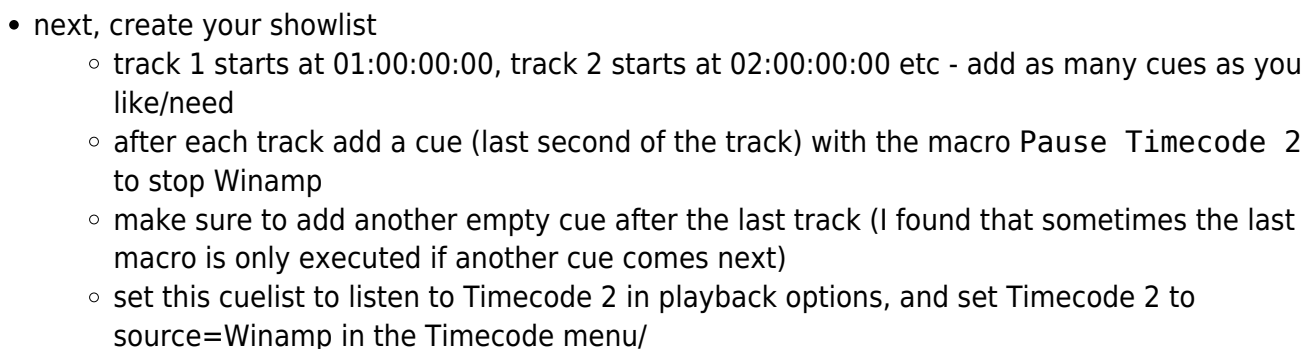 • next, create your showlist
◦ track 1 starts at 01:00:00:00, track 2 starts at 02:00:00:00 etc - add as many cues as you
like/need
◦ after each track add a cue (last second of the track) with the macro Pause Timecode 2
to stop Winamp
◦ make sure to add another empty cue after the last track (I found that sometimes the last
macro is only executed if another cue comes next)
◦ set this cuelist to listen to Timecode 2 in playback options, and set Timecode 2 to
source=Winamp in the Timecode menu/